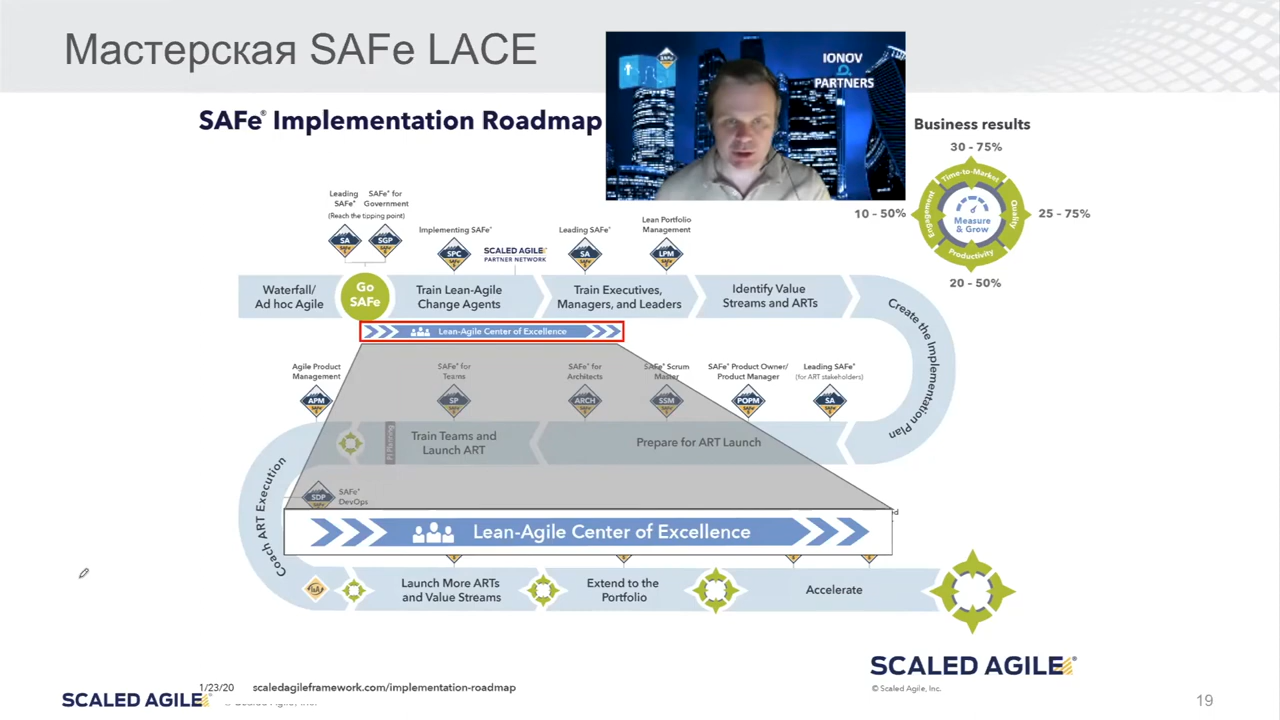 Мастерская SAFe LACE
SAFe® Implementation Roadmap
SAFe
IONOV
PARTNERS
Business results
30 - 75%
10 - 50%
25 - 75%
20 - 50%
Time-to-Market
Engagement
Quality
Productivity
Measure
& Grow
Leading
SAFe®
SAFe® for
Government
(Reach the tipping point)
SA
SGP
Implementing SAFe®
SPC
SCALED AGILE®
PARTNER NETWORK
Leading SAFe®
SA
Lean Portfolio
Management
LPM
Waterfall/
Ad hoc Agile
Go
SAFe
Train Lean-Agile
Change Agents
Train Executives,
Managers, and Leaders
Identify Value
Streams and ARTs
Create the Implementation Plan
Lean-Agile Center of Excellence
Agile Product
Management
APM
SAFe® for
Teams
SP
SAFe® for
Architects
ARCH
SAFe® Scrum
Master
SSM
SAFe® Product Owner/
Product Manager
POPM
Leading SAFe®
(for ART stakeholders)
SA
PI Planning
Train Teams and
Launch ART
Prepare for ART Launch
Coach ART Execution
SDP
SAFe®
DevOps
Lean-Agile Center of Excellence
I&A
Launch More ARTs
and Value Streams
Extend to the
Portfolio
Accelerate
SCALED AGILE®
© Scaled Agile, Inc.
1/23/20
scaledagileframework.com/implementation-roadmap
SCALED AGILE®
© Scaled Agile, Inc.
19